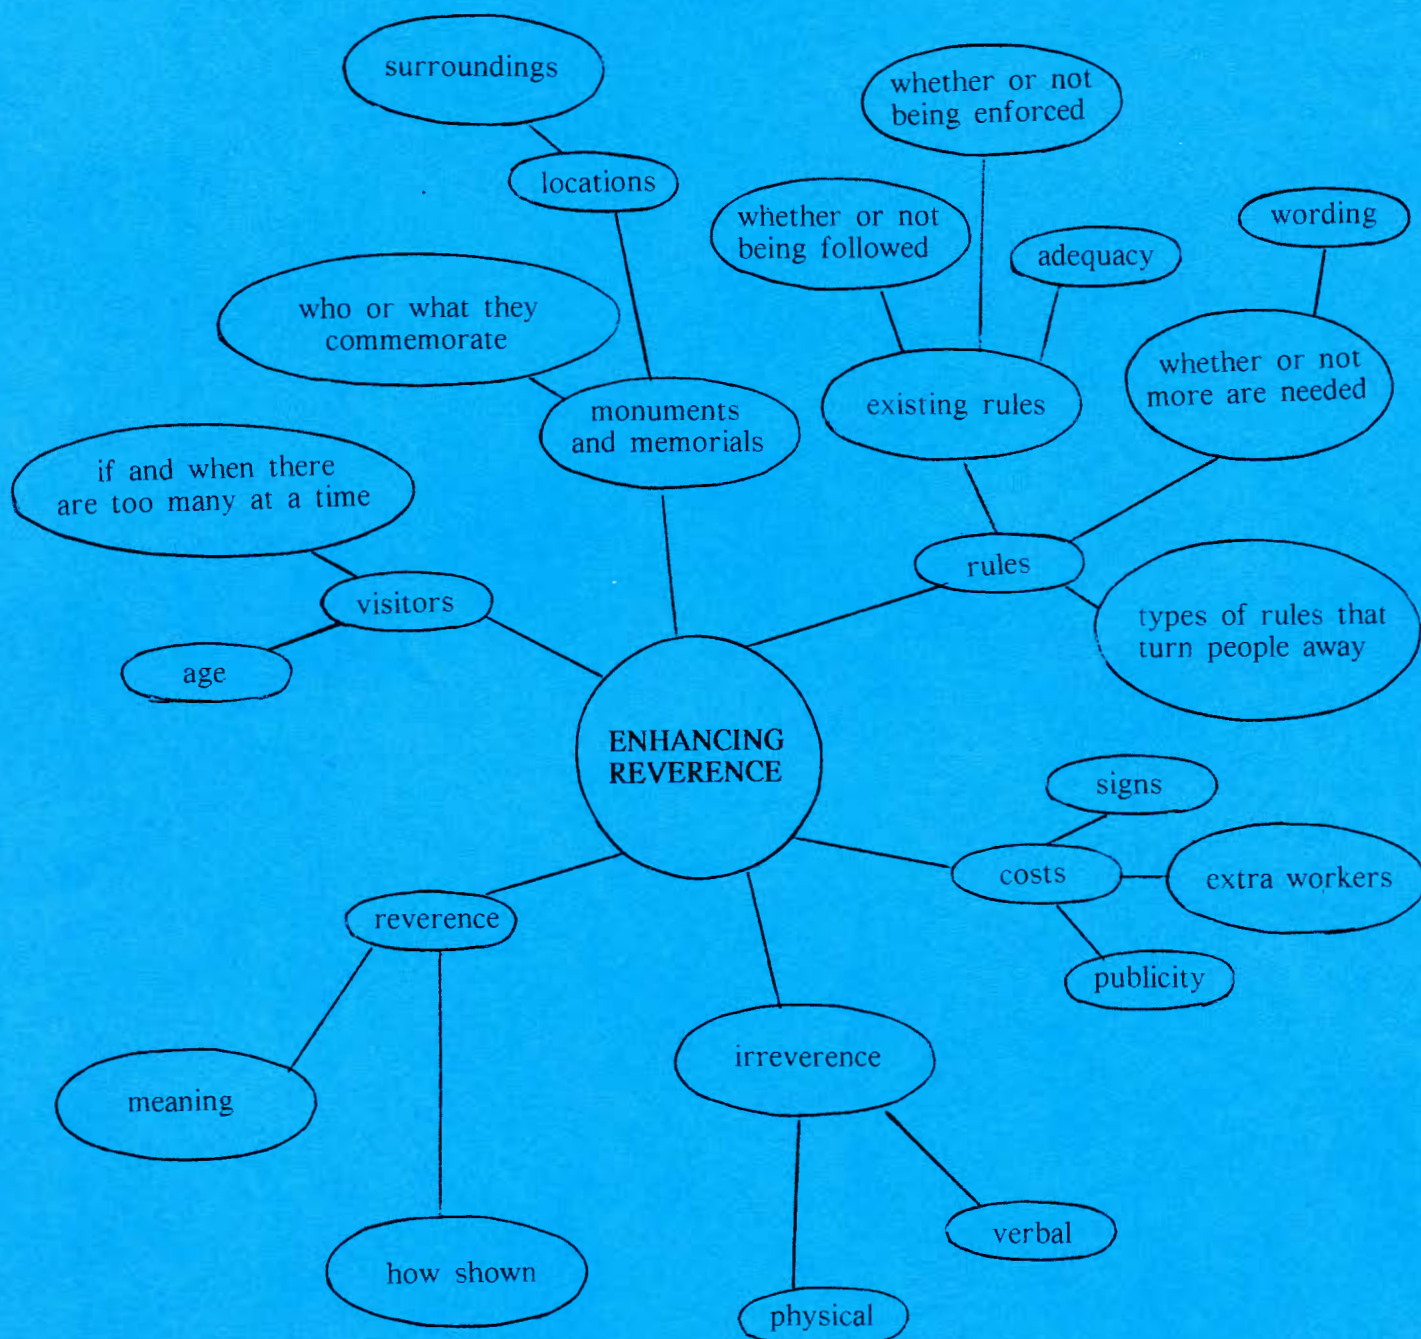 surroundings
whether or not
being enforced
locations
whether or not
being followed
wording
adequacy
who or what they
commemorate
whether or not
more are needed
existing rules
monuments
and memorials
if and when there
are too many at a time
rules
visitors
types of rules that
turn people away
age
ENHANCING
REVERENCE
signs
costs
extra workers
reverence
publicity
irreverence
meaning
verbal
how shown
physical